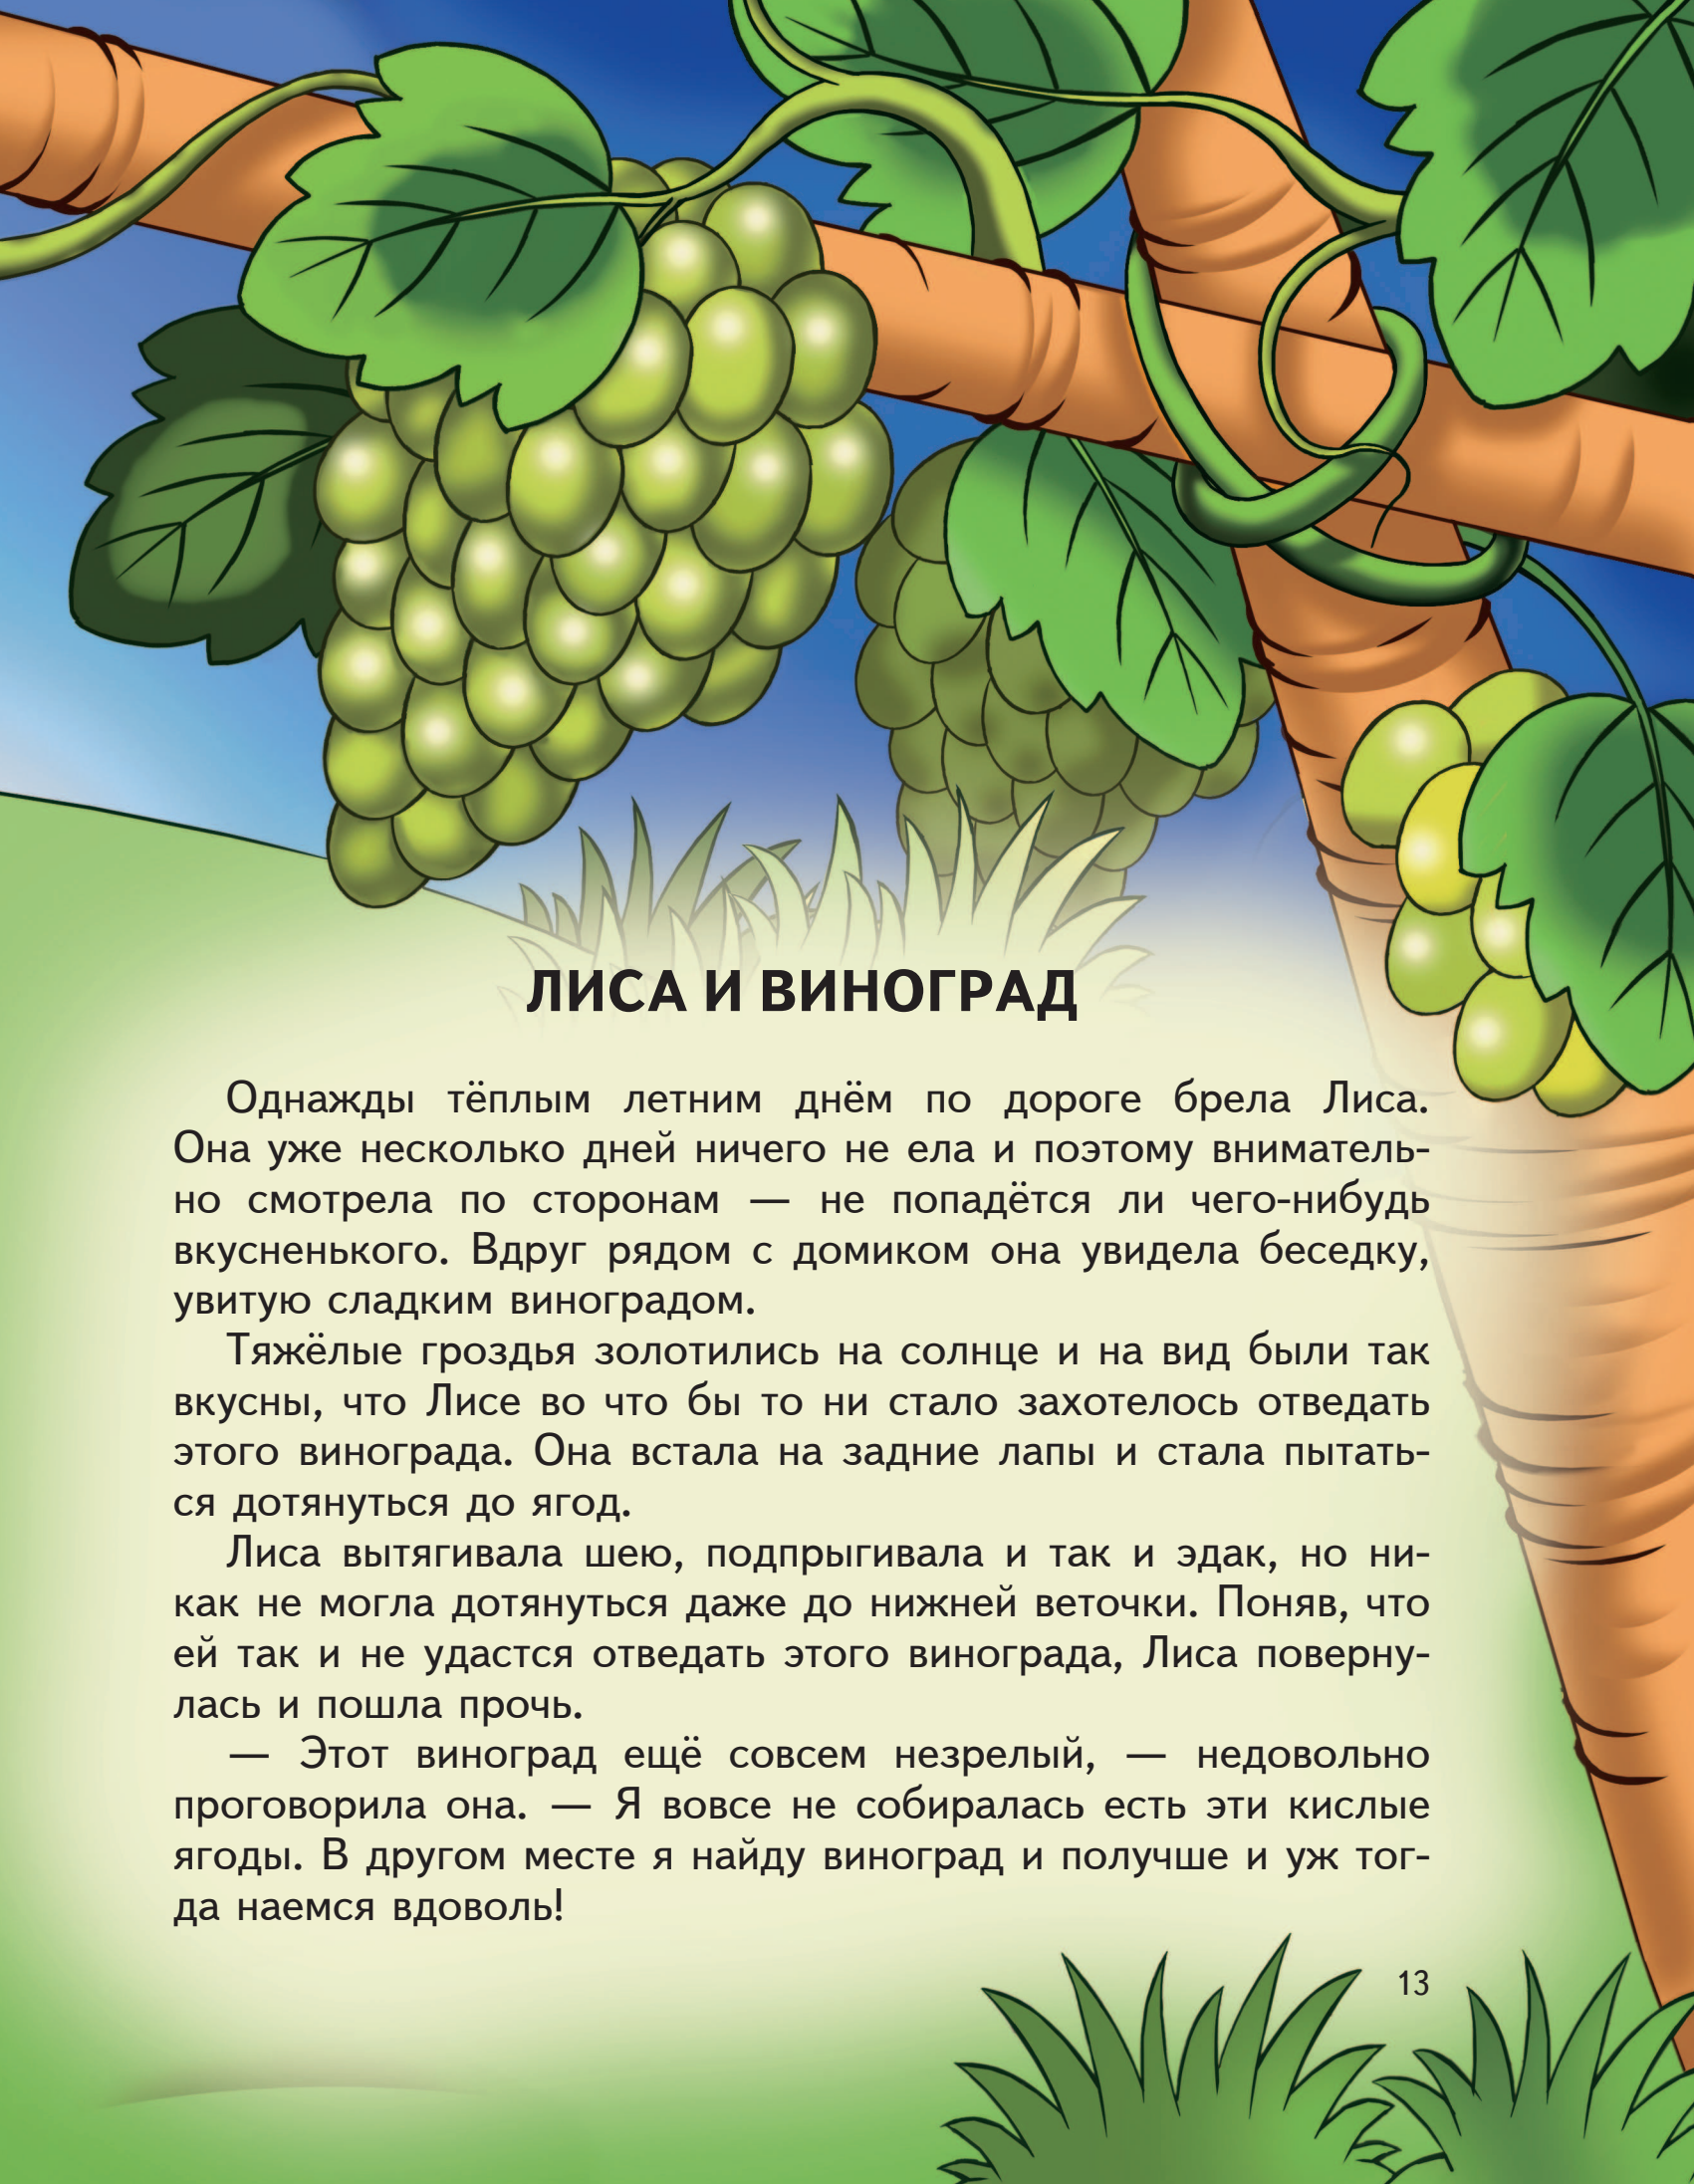 ЛИСА И ВИНОГРАД
Однажды тёплым летним днём по дороге брела Лиса.
Она уже несколько дней ничего не ела и поэтому вниматель-
но смотрела по сторонам — не попадётся ли чего-нибудь
вкусненького. Вдруг рядом с домиком она увидела беседку,
увитую сладким виноградом.
Тяжёлые гроздья золотились на солнце и на вид были так
вкусны, что Лисе во что бы то ни стало захотелось отведать
этого винограда. Она встала на задние лапы и стала пытать-
ся дотянуться до ягод.
Лиса вытягивала шею, подпрыгивала и так и эдак, но ни-
как не могла дотянуться даже до нижней веточки. Поняв, что
ей так и не удастся отведать этого винограда, Лиса поверну-
лась и пошла прочь.
— Этот виноград ещё совсем незрелый, — недовольно
проговорила она. — Я вовсе не собиралась есть эти кислые
ягоды. В другом месте я найду виноград и получше и уж тог-
да наемся вдоволь!
13